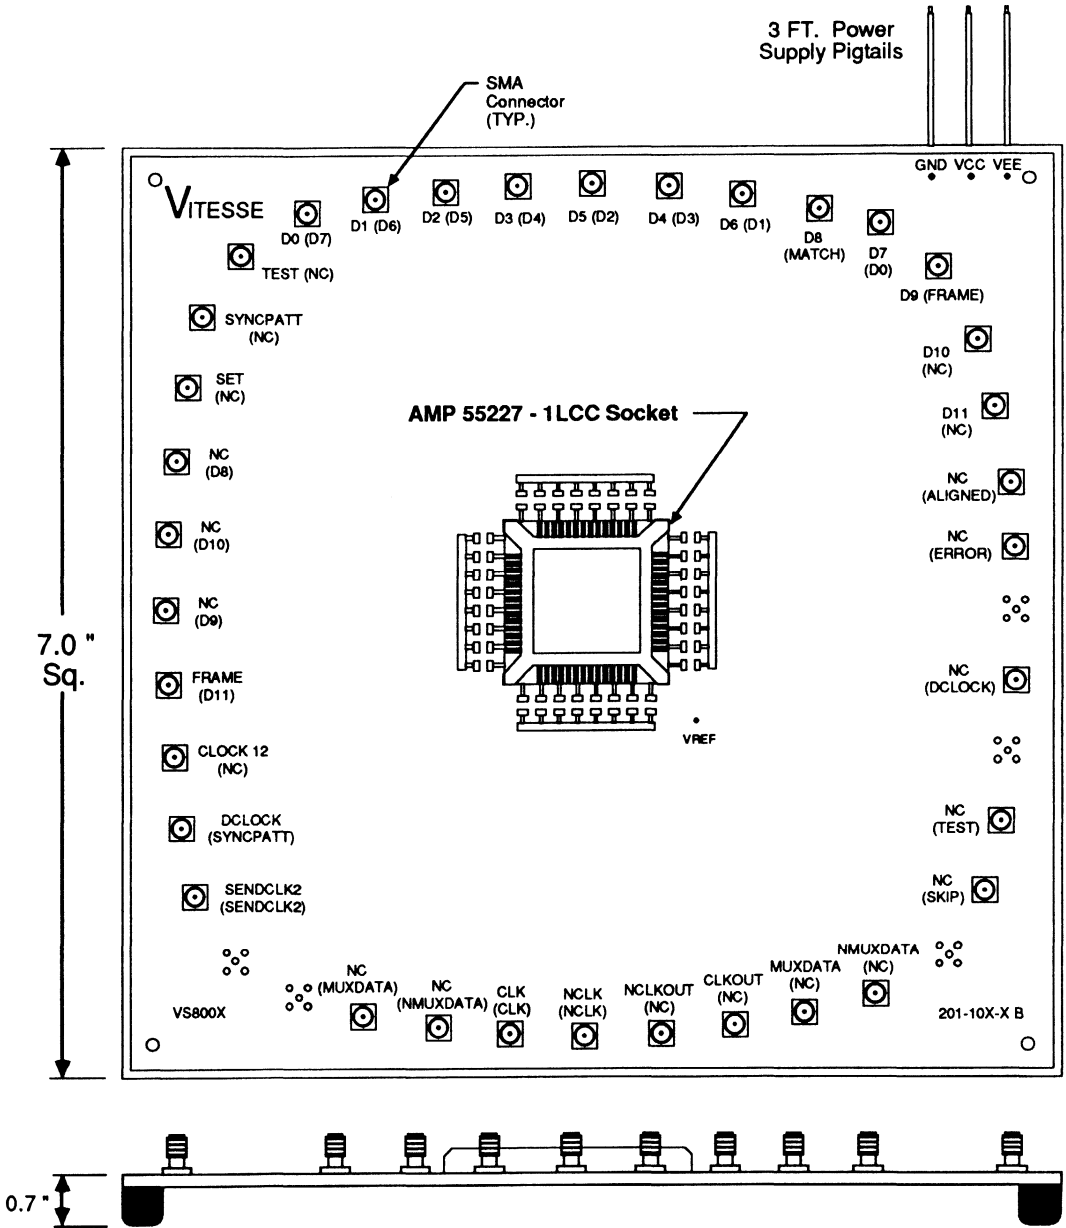 3 FT. Power
Supply Pigtails
SMA
Connector
(TYP.)
GND VCC VEE
VITESSE
D0 (D7)
D1 (D6)
D2 (D5)
D3 (D4)
D5 (D2)
D4 (D3)
D6 (D1)
D8
(MATCH)
D7
(D0)
D9 (FRAME)
TEST (NC)
SYNCPATT
(NC)
D10
(NC)
SET
(NC)
D11
(NC)
AMP 55227 - 1LCC Socket
NC
(D8)
NC
(ALIGNED)
NC
(D10)
NC
(ERROR)
NC
(D9)
7.0 "
Sq.
FRAME
(D11)
NC
(DCLOCK)
VREF
CLOCK 12
(NC)
DCLOCK
(SYNCPATT)
NC
(TEST)
SENDCLK2
(SENDCLK2)
NC
(SKIP)
NC
(MUXDATA)
NC
(NMUXDATA)
CLK
(CLK)
NCLK
(NCLK)
NCLKOUT
(NC)
CLKOUT
(NC)
MUXDATA
(NC)
NMUXDATA
(NC)
VS800X
201-10X-X B
0.7 "